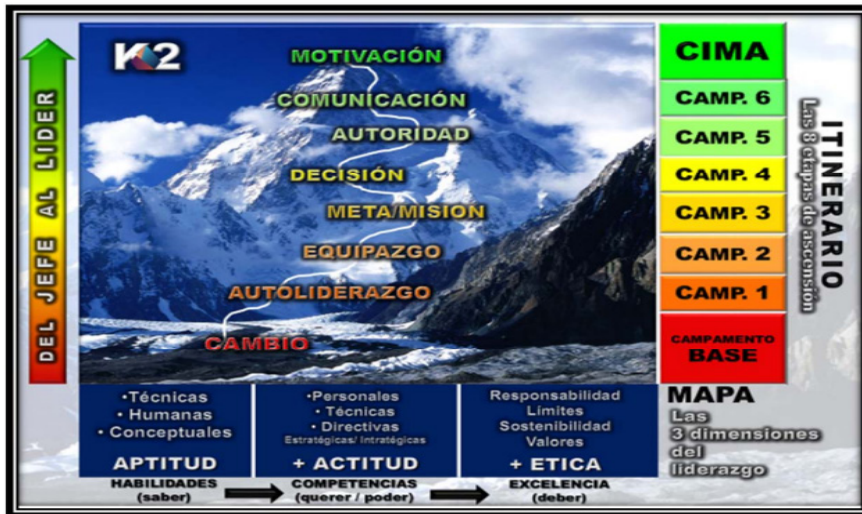 K2
MOTIVACIÓN
COMUNICACIÓN
AUTORIDAD
DECISIÓN
META/MISION
EQUIPAZGO
AUTOLIDERAZGO
CAMBIO
DEL JEFE AL LIDER
CIMA
CAMP. 6
CAMP. 5
CAMP. 4
CAMP. 3
CAMP. 2
CAMP. 1
CAMPAMENTO
BASE
ITINERARIO
Las 8 etapas de ascensión
•Técnicas
• Humanas
• Conceptuales
APTITUD
HABILIDADES
(saber)
•Personales
• Técnicas
• Directivas
Estratégicas/ Intratégicas
+ ACTITUD
COMPETENCIAS
(querer / poder)
Responsabilidad
Límites
Sostenibilidad
Valores
+ ETICA
EXCELENCIA
(deber)
MAPA
Las
3 dimensiones
del
liderazgo